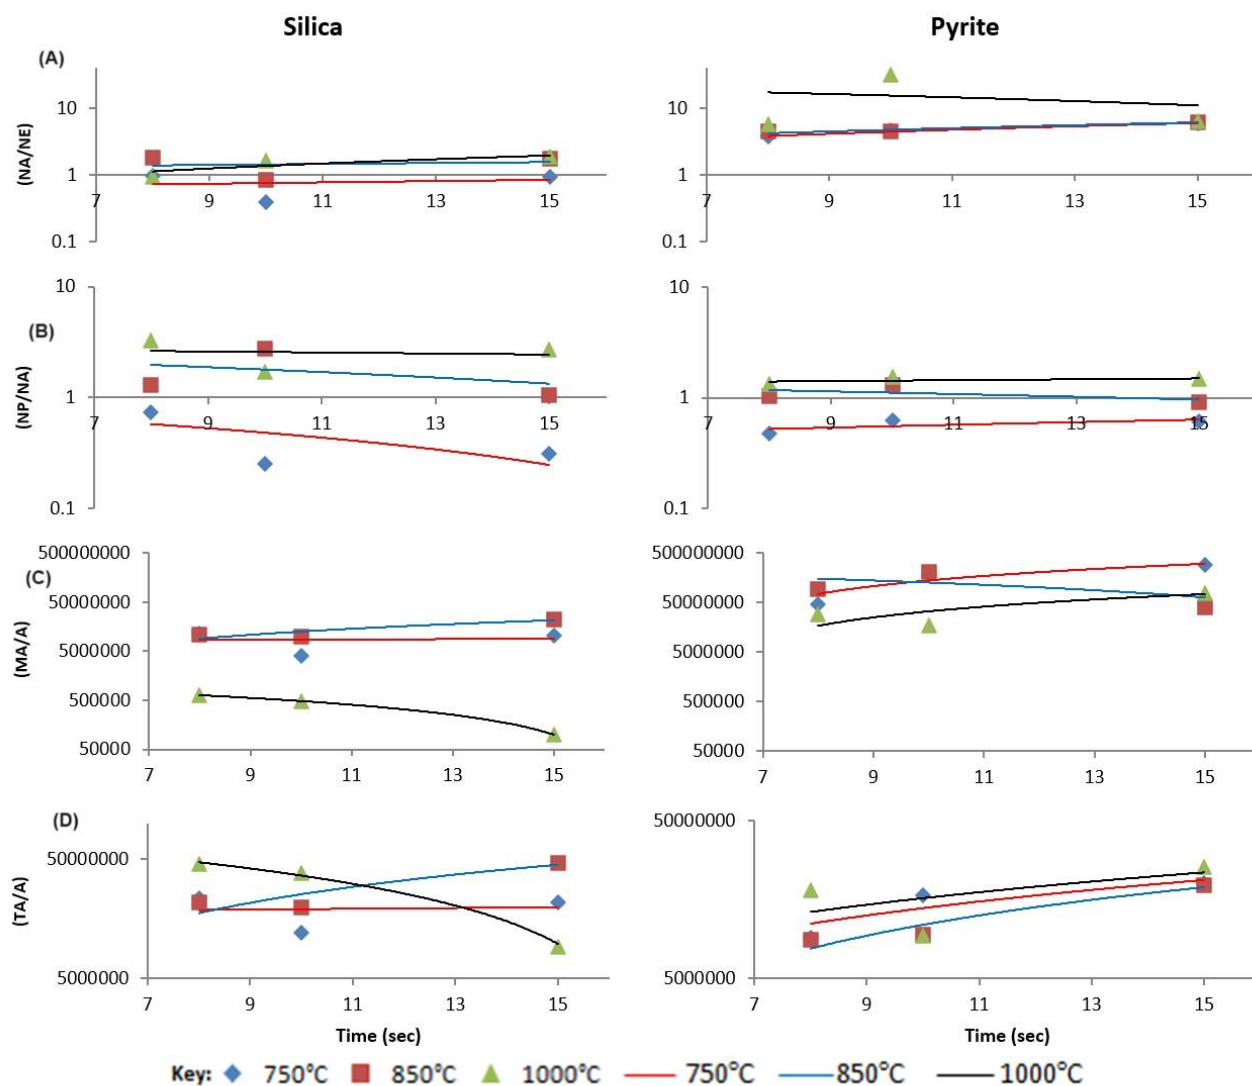 Silica Pyrite
(A)
(NA/NE)
10
1
0.1
7 9 11 13 15
10
1
7 9 11 13 15
0.1
(B)
(NP/NA)
10
1
0.1
7 9 11 13 15
10
1
0.1
7 9 11 13 15
(C)
(MA/A)
500000000
50000000
5000000
500000
50000
7 9 11 13 15
500000000
50000000
5000000
500000
50000
7 9 11 13 15
(D)
(TA/A)
50000000
5000000
7 9 11 13 15
Time (sec)
50000000
5000000
7 9 11 13 15
Time (sec)
Key: 750°C 850°C 1000°C 750°C 850°C 1000°C